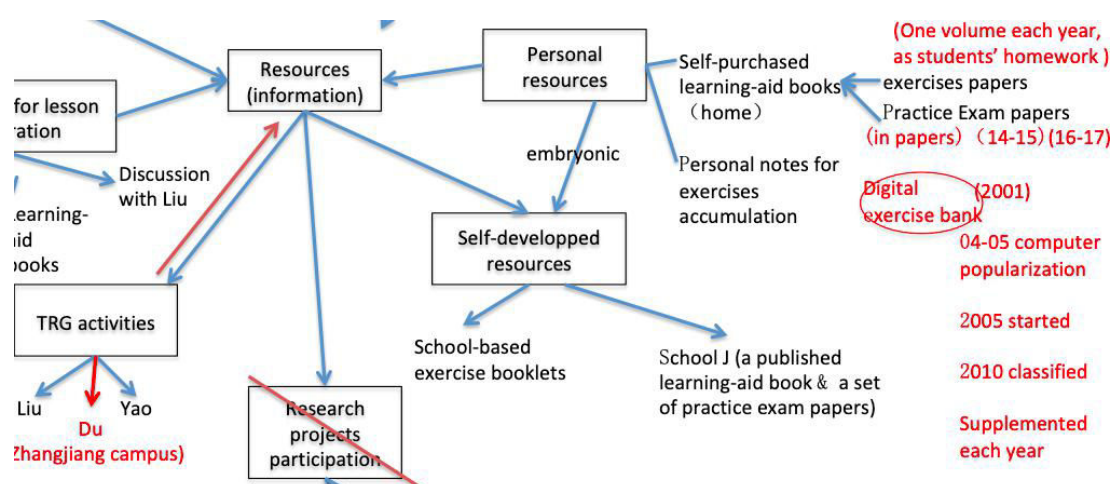 (One volume each year,
as students' homework )
Resources
(information)
Personal
resources
Self-purchased
learning-aid books
（home）
exercises papers
Practice Exam papers
(in papers)（14-15) (16-17)
for lesson
ration
embryonic
Discussion
with Liu
Personal notes for
exercises
accumulation
Digital
exercise bank
(2001)
Learning-
aid
books
Self-developped
resources
04-05 computer
popularization
TRG activities
2005 started
School-based
exercise booklets
School J (a published
learning-aid book & a set
of practice exam papers)
2010 classified
Liu
Yao
Du
Zhangjiang campus)
Research
projects
participation
Supplemented
each year